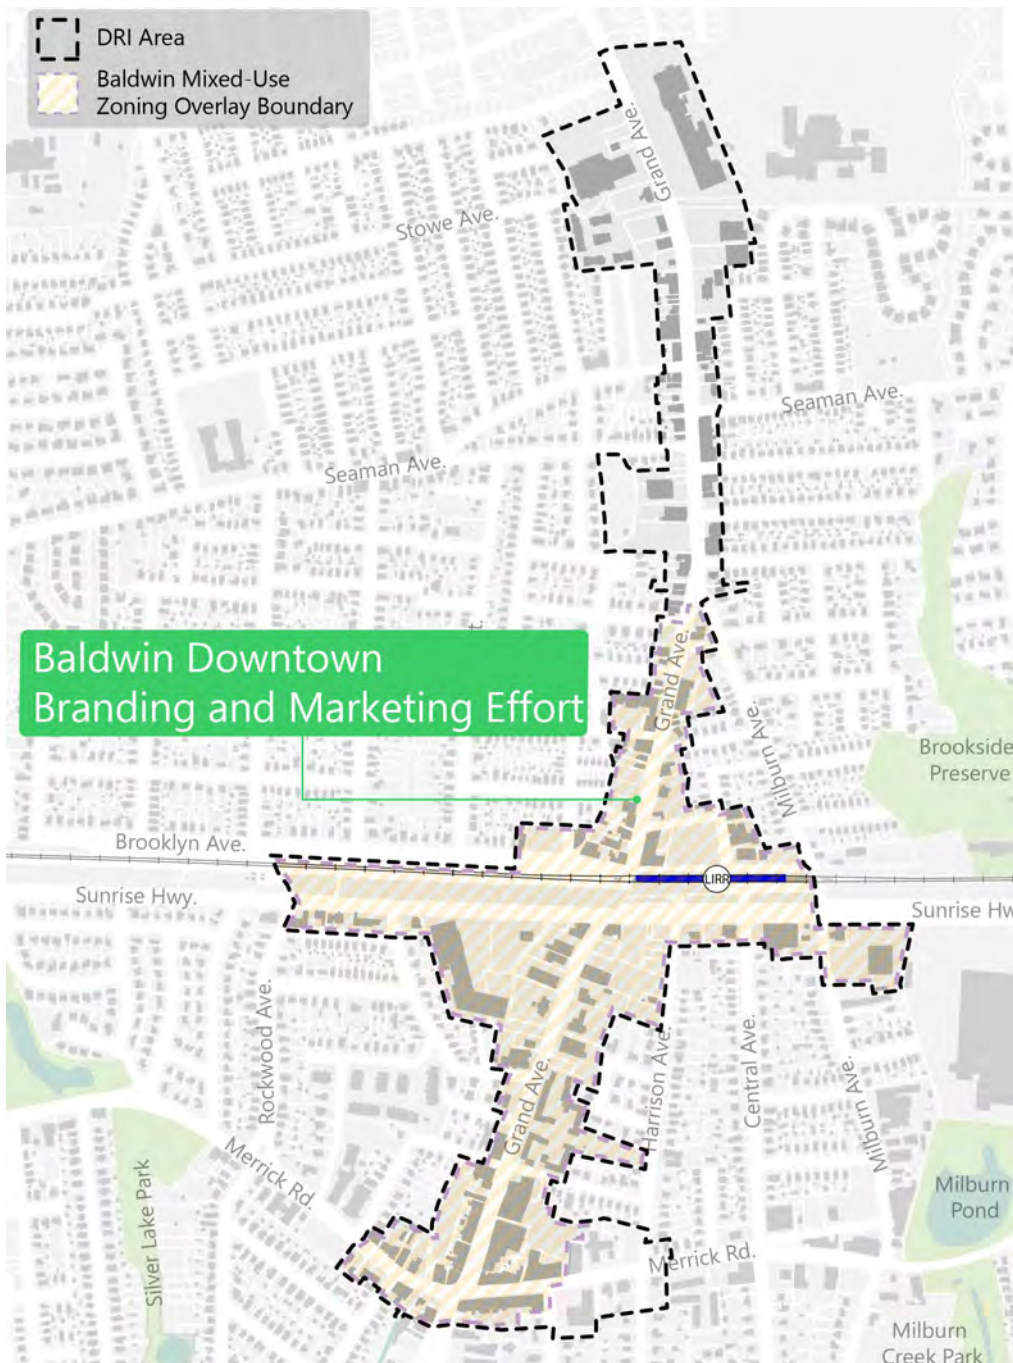 DRI Area
Baldwin Mixed-Use
Zoning Overlay Boundary
Grand Ave.
Stowe Ave.
Seaman Ave.
Seaman Ave.
t.
Baldwin Downtown
Branding and Marketing Effort
Grand Ave.
Milburn Ave.
Brookside
Preserve
Brooklyn Ave.
LIRR
Sunrise Hwy.
Sunrise Hw
Rockwood Ave.
Grand Ave.
Harrison Ave.
Central Ave.
Milburn Ave.
Merrick Rd.
Silver Lake Park
Milburn
Pond
Merrick Rd.
Milburn
Creek Park